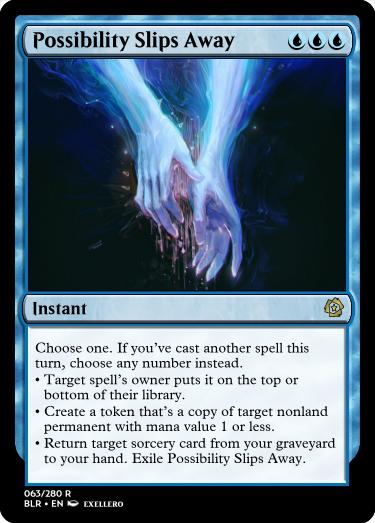 Possibility Slips Away
Instant
Choose one. If you've cast another spell this
turn, choose any number instead.
• Target spell's owner puts it on the top or
bottom of their library.
• Create a token that's a copy of target nonland
permanent with mana value 1 or less.
• Return target sorcery card from your graveyard
to your hand. Exile Possibility Slips Away.
063/280 R
BLR • EN EXELLERO